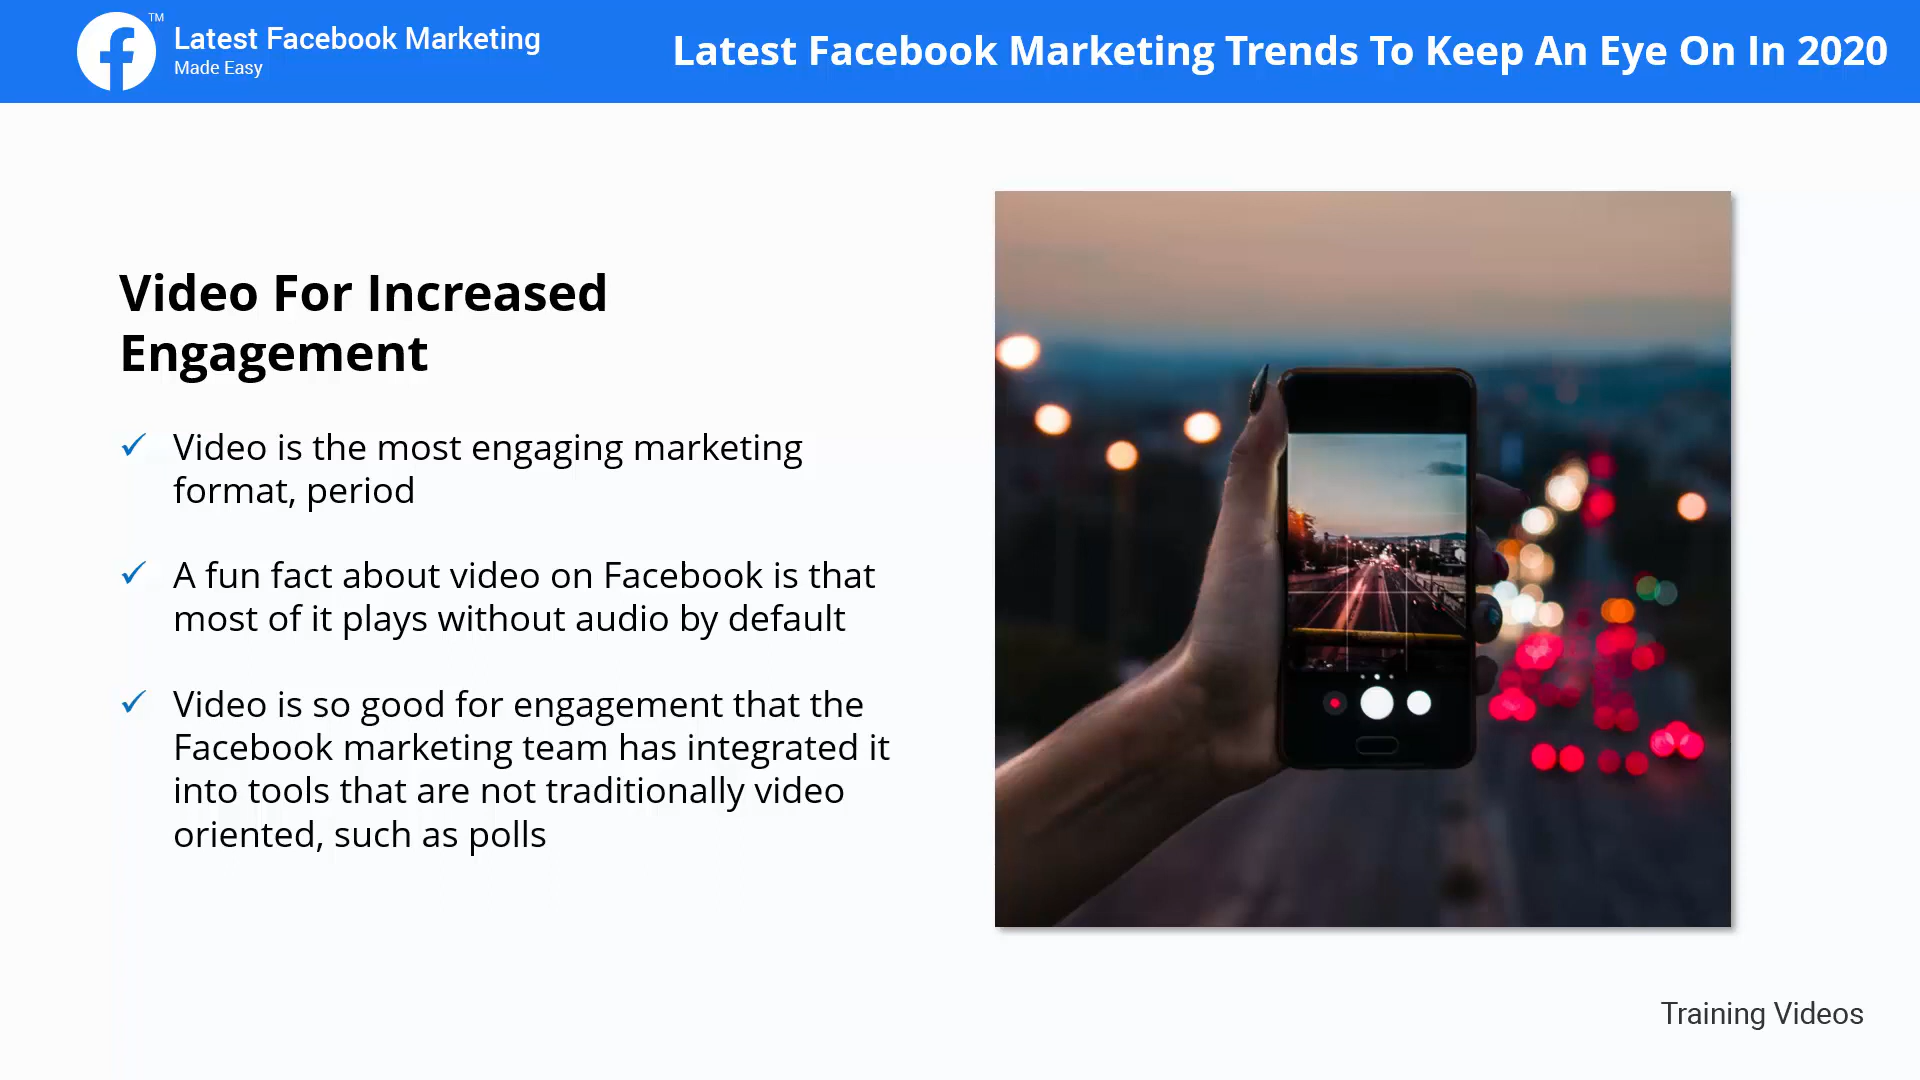 Latest Facebook Marketing
TM
Made Easy
Latest Facebook Marketing Trends To Keep An Eye On In 2020
Video For Increased
Engagement
✓ Video is the most engaging marketing
format, period
✓ A fun fact about video on Facebook is that
most of it plays without audio by default
✓ Video is so good for engagement that the
Facebook marketing team has integrated it
into tools that are not traditionally video
oriented, such as polls
Training Videos